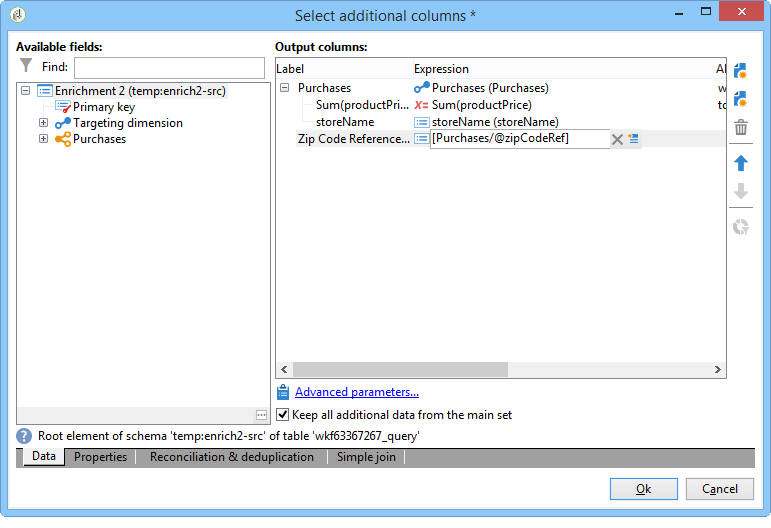 Select additional columns *
Available fields:
Find:
Enrichment 2 (temp:enrich2-src)
Primary key
Targeting dimension
Purchases
Output columns:
Label Expression Al
Purchases Purchases (Purchases) w
Sum(productPri... X= Sum(productPrice) to
storeName storeName (storeName)
Zip Code Reference... [Purchases/@zipCodeRef]
Advanced parameters...
Keep all additional data from the main set
Root element of schema 'temp:enrich2-src' of table 'wkf63367267_query'
Data Properties Reconciliation & deduplication Simple join
Ok Cancel